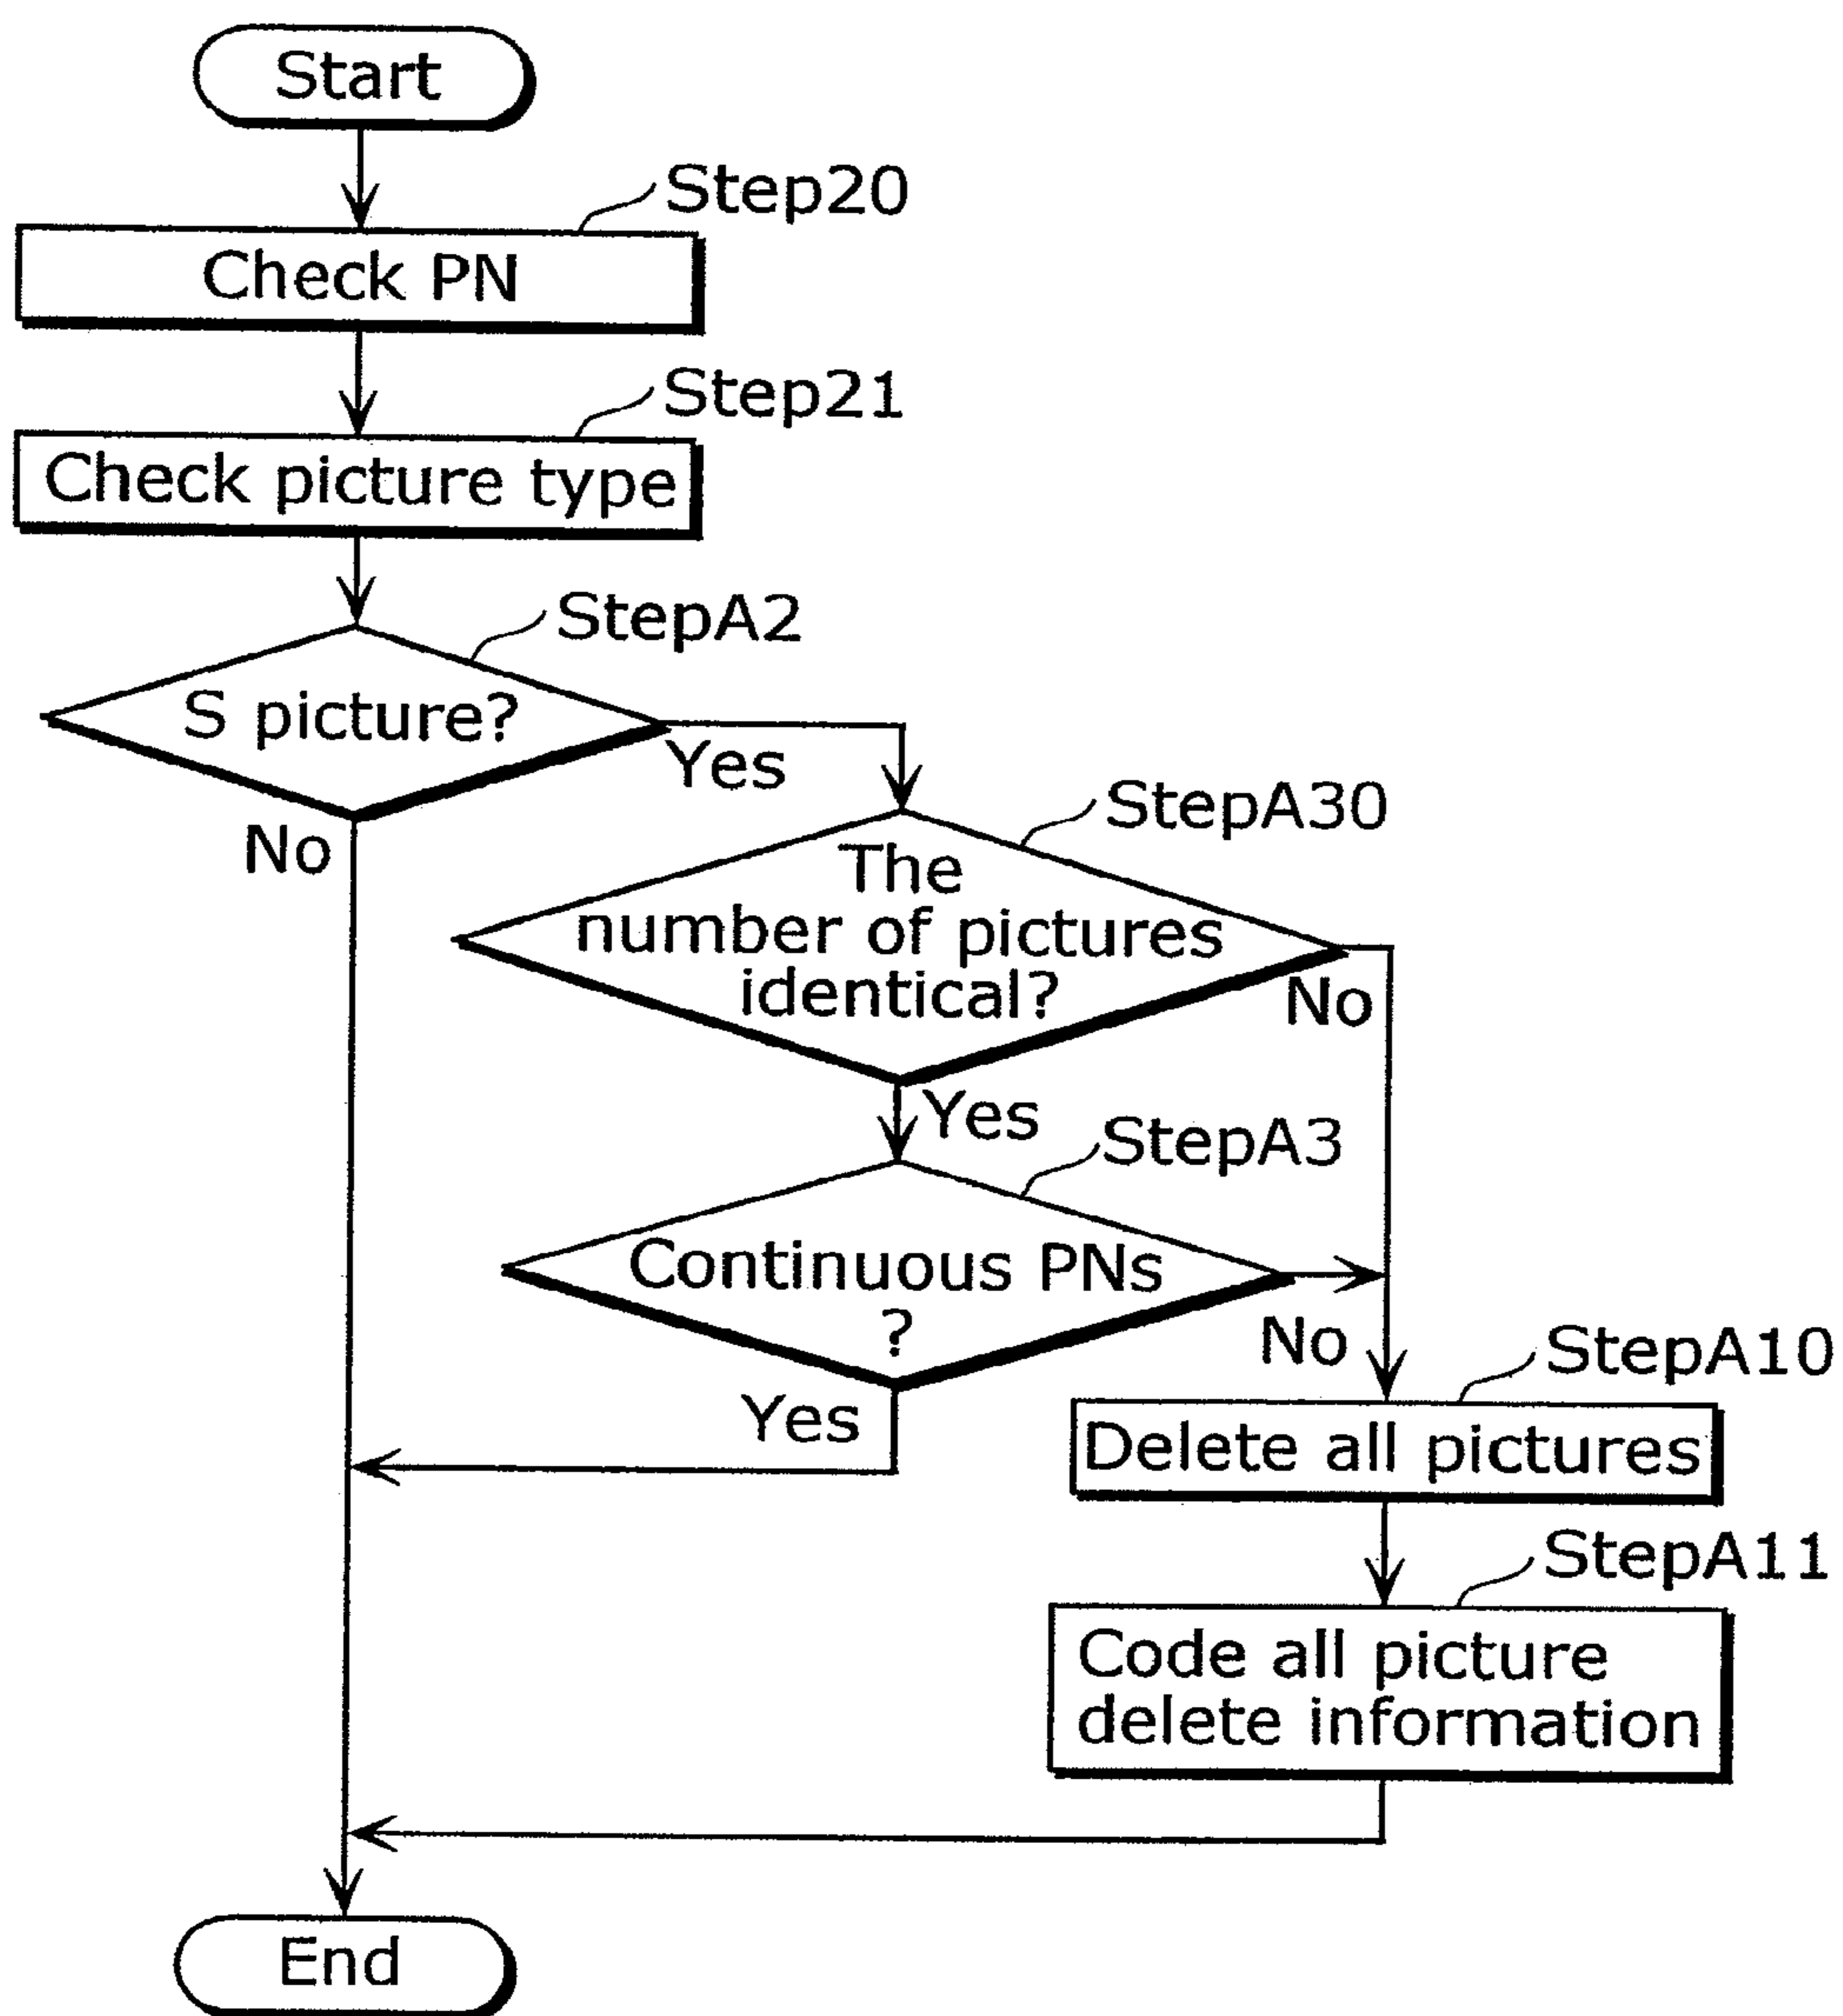 Start
Step20
Check PN
Step21
Check picture type
StepA2
S picture?
Yes
No
StepA30
The
number of pictures
identical?
No
Yes
StepA3
Continuous PNs
?
No
Yes
StepA10
Delete all pictures
StepA11
Code all picture
delete information
End